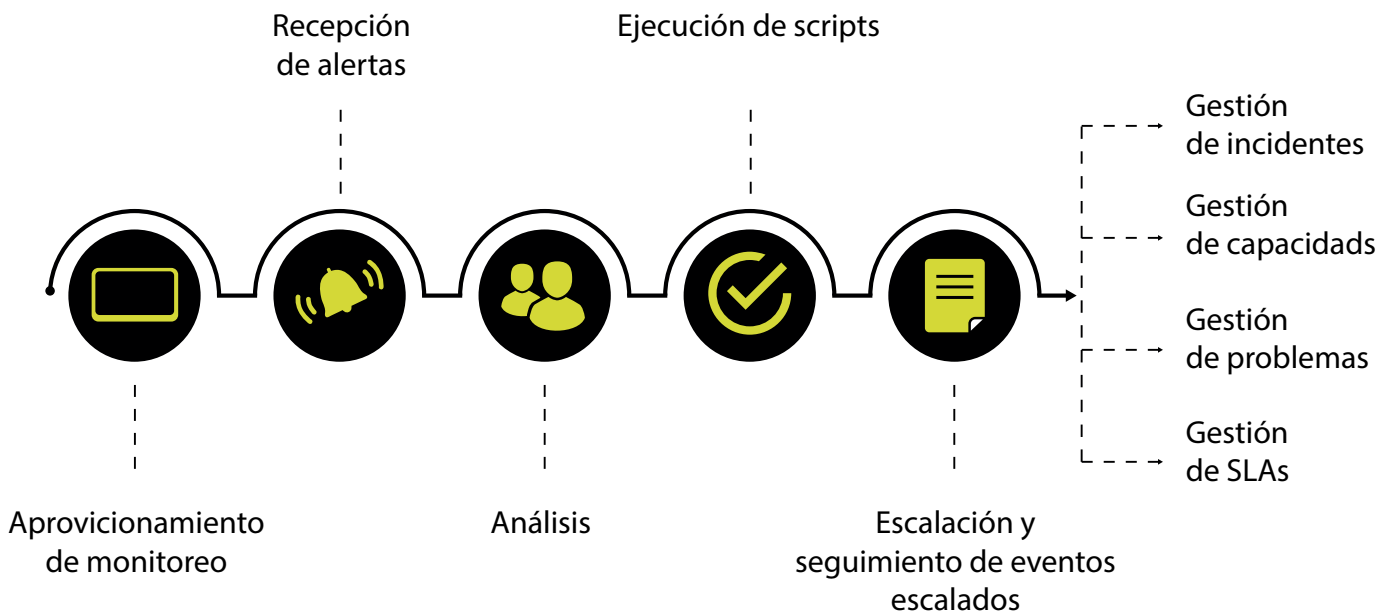 Recepción
de alertas
Ejecución de scripts
Gestión
de incidentes
Gestión
de capacidads
Gestión
de problemas
Gestión
de SLAs
Aprovicionamiento
de monitoreo
Análisis
Escalación y
seguimiento de eventos
escalados